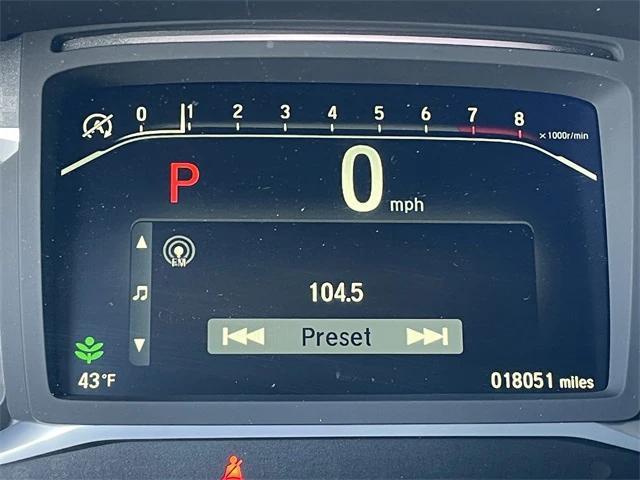 A
0 1 2 3 4 5 6 7 8
×1000r/min
P 0 mph
FM
104.5
Preset
43°F 018051 miles